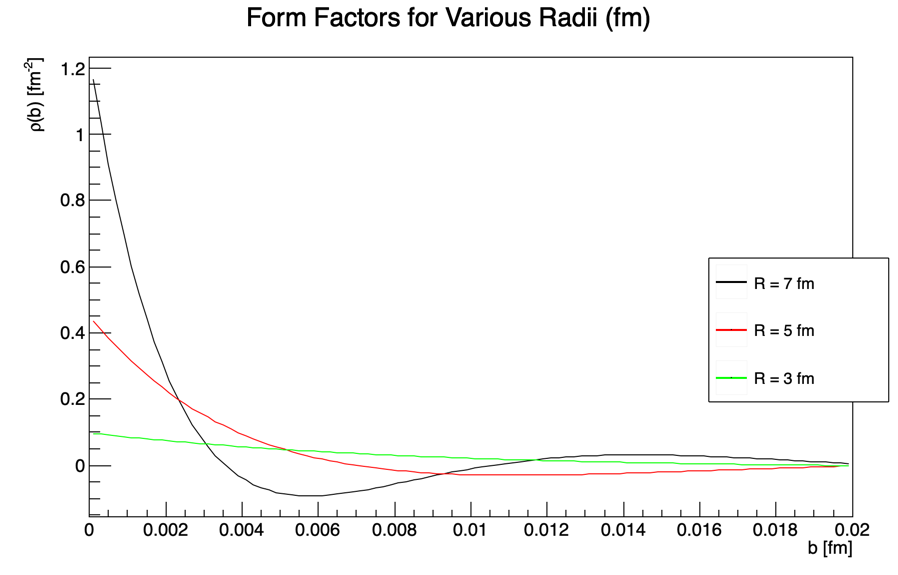 Form Factors for Various Radii (fm)
ρ(b) [fm⁻²]
1.2
1
0.8
0.6
0.4
0.2
0
R = 7 fm
R = 5 fm
R = 3 fm
0 0.002 0.004 0.006 0.008 0.01 0.012 0.014 0.016 0.018 0.02
b [fm]